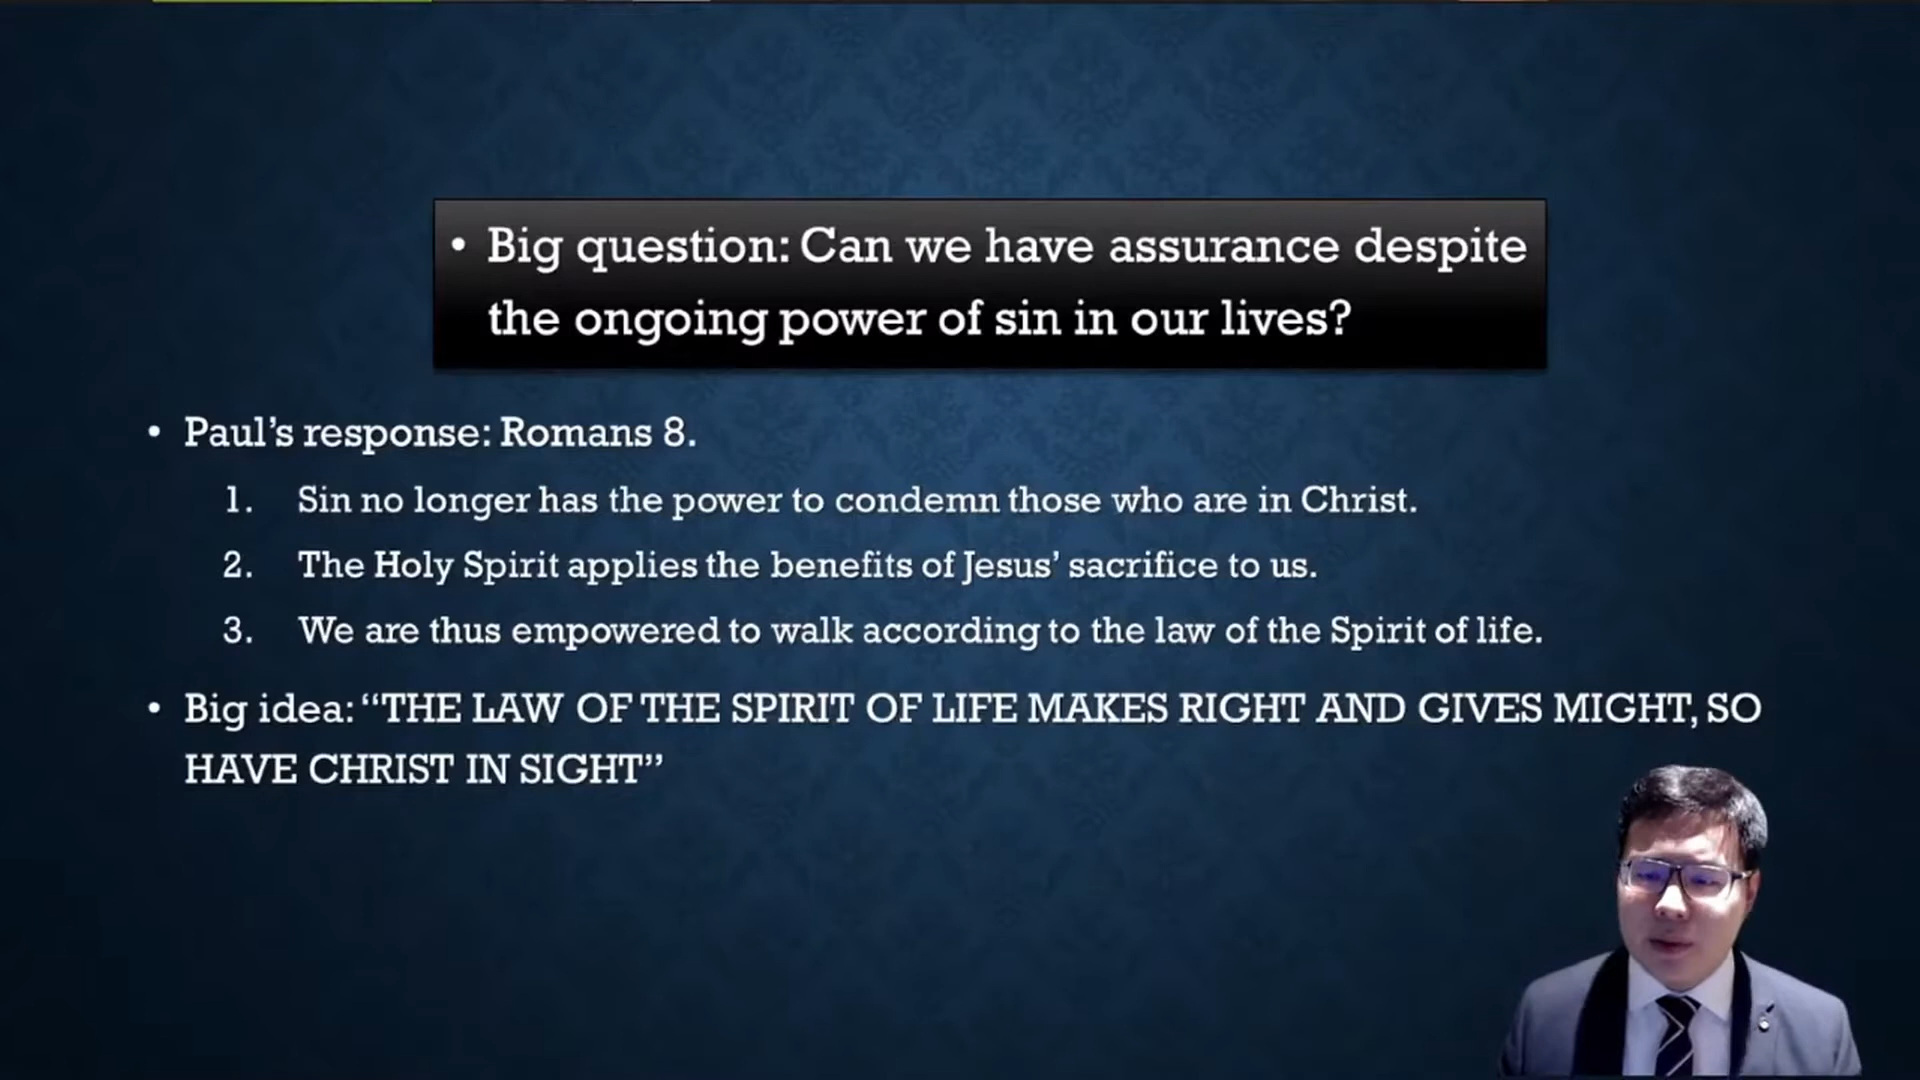 • Big question: Can we have assurance despite
the ongoing power of sin in our lives?
• Paul’s response: Romans 8.
1. Sin no longer has the power to condemn those who are in Christ.
2. The Holy Spirit applies the benefits of Jesus’ sacrifice to us.
3. We are thus empowered to walk according to the law of the Spirit of life.
• Big idea: “THE LAW OF THE SPIRIT OF LIFE MAKES RIGHT AND GIVES MIGHT, SO
HAVE CHRIST IN SIGHT”